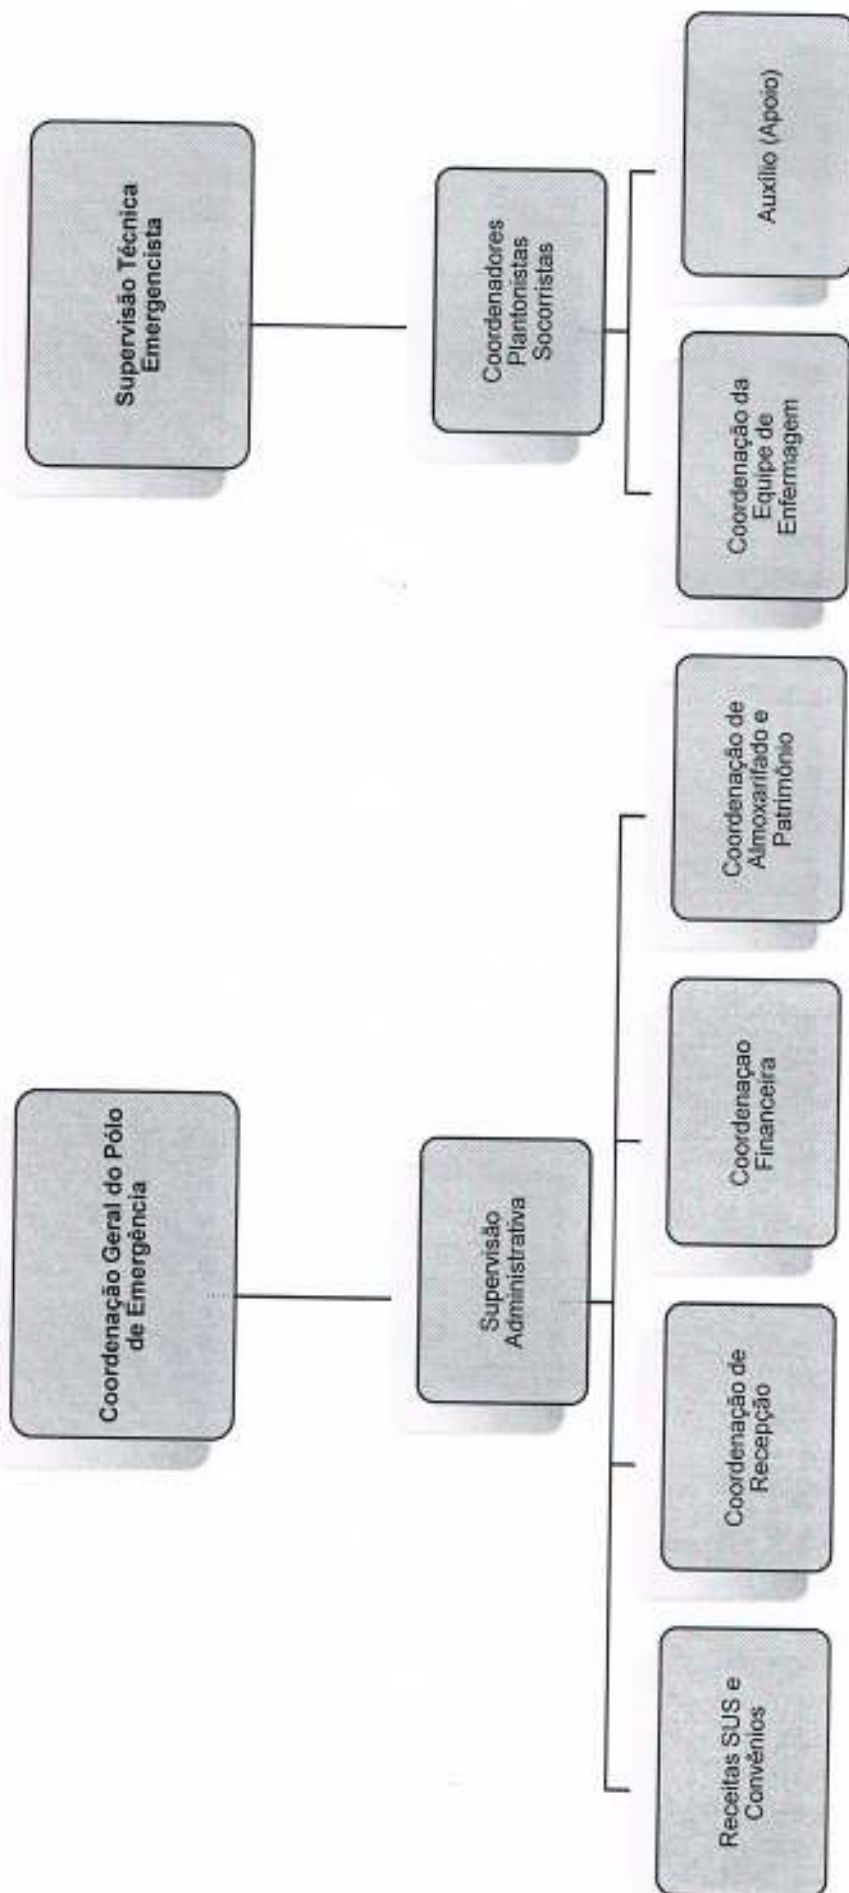 Coordenação Geral do Pólo
de Emergência
Supervisão Técnica
Emergencista
Supervisão
Administrativa
Coordenadores
Plantonistas
Socorristas
Receitas SUS e
Convênios
Coordenação de
Recepção
Coordenaçao
Financeira
Coordenação de
Almoxarifado e
Patrimônio
Coordenação da
Equipe de
Enfermagem
Auxílio (Apoio)